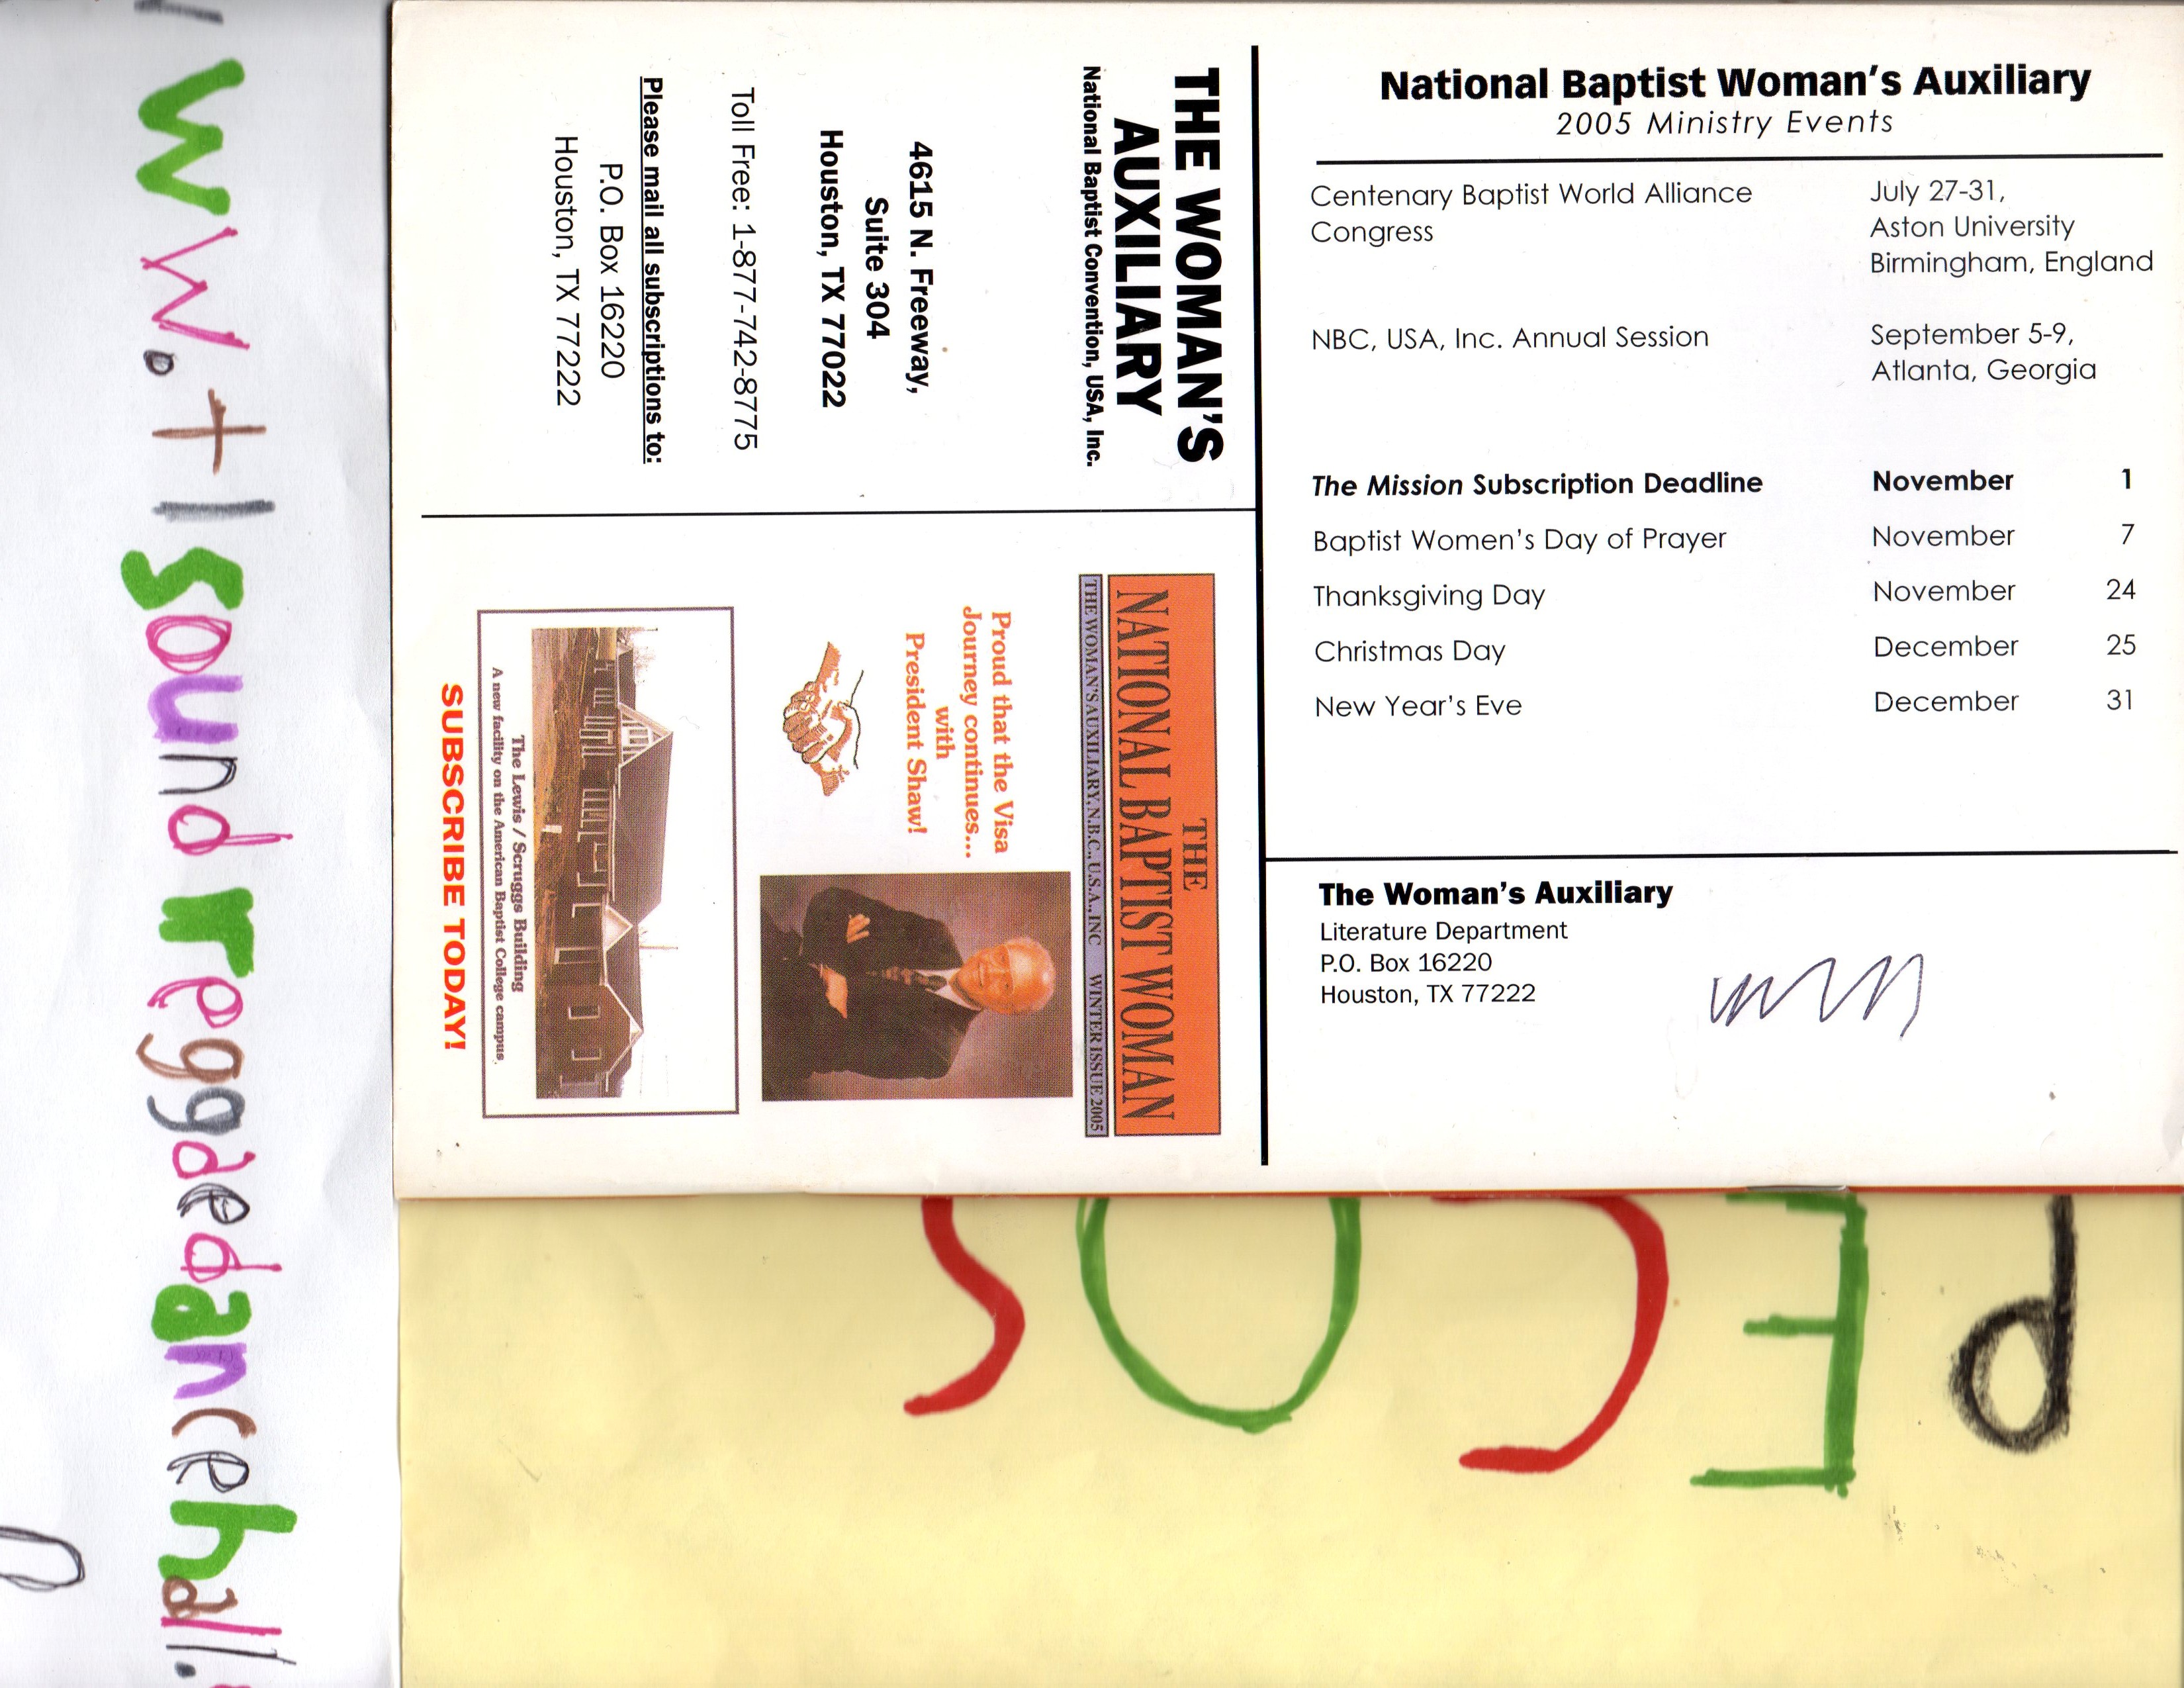 National Baptist Woman's Auxiliary
2005 Ministry Events
Centenary Baptist World Alliance Congress
July 27-31,
Aston University
Birmingham, England
NBC, USA, Inc. Annual Session
September 5-9,
Atlanta, Georgia
The Mission Subscription Deadline November 1
Baptist Women's Day of Prayer November 7
Thanksgiving Day November 24
Christmas Day December 25
New Year's Eve December 31
The Woman's Auxiliary
Literature Department
P.O. Box 16220
Houston, TX 77222
THE WOMAN'S
AUXILIARY
National Baptist Convention, USA, Inc.
4615 N. Freeway,
Suite 304
Houston, TX 77022
Toll Free: 1-877-742-8775
Please mail all subscriptions to:
P.O. Box 16220
Houston, TX 77222
THE
NATIONAL BAPTIST WOMAN
THE WOMAN'S AUXILIARY, N.B.C., U.S.A., INC WINTER ISSUE 2005
Proud that the Visa
Journey continues...
with
President Shaw!
The Lewis / Scruggs Building
A new facility on the American Baptist College campus.
SUBSCRIBE TODAY!
ww.t1soundreggaedancehall.